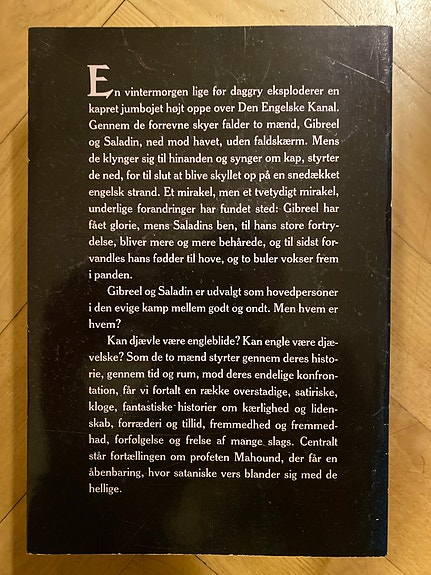 En vintermorgen lige før daggry eksploderer en
kapret jumbojet højt oppe over Den Engelske Kanal.
Gennem de forrevne skyer falder to mænd, Gibreel
og Saladin, ned mod havet, uden faldskærm. Mens
de klynger sig til hinanden og synger om kap, styrter
de ned, for til slut at blive skyllet op på en snedækket
engelsk strand. Et mirakel, men et tvetydigt mirakel,
underlige forandringer har fundet sted: Gibreel har
fået glorie, mens Saladins ben, til hans store fortry-
delse, bliver mere og mere behårede, og til sidst for-
vandles hans fødder til hove, og to buler vokser frem
i panden.
Gibreel og Saladin er udvalgt som hovedpersoner
i den evige kamp mellem godt og ondt. Men hvem er
hvem?
Kan djævle være engleblide? Kan engle være djæ-
velske? Som de to mænd styrter gennem deres histo-
rie, gennem tid og rum, mod deres endelige konfron-
tation, får vi fortalt en række overstadige, satiriske,
kloge, fantastiske historier om kærlighed og liden-
skab, forræderi og tillid, fremmedhed og fremmed-
had, forfølgelse og frelse af mange slags. Centralt
står fortællingen om profeten Mahound, der får en
åbenbaring, hvor sataniske vers blander sig med de
hellige.